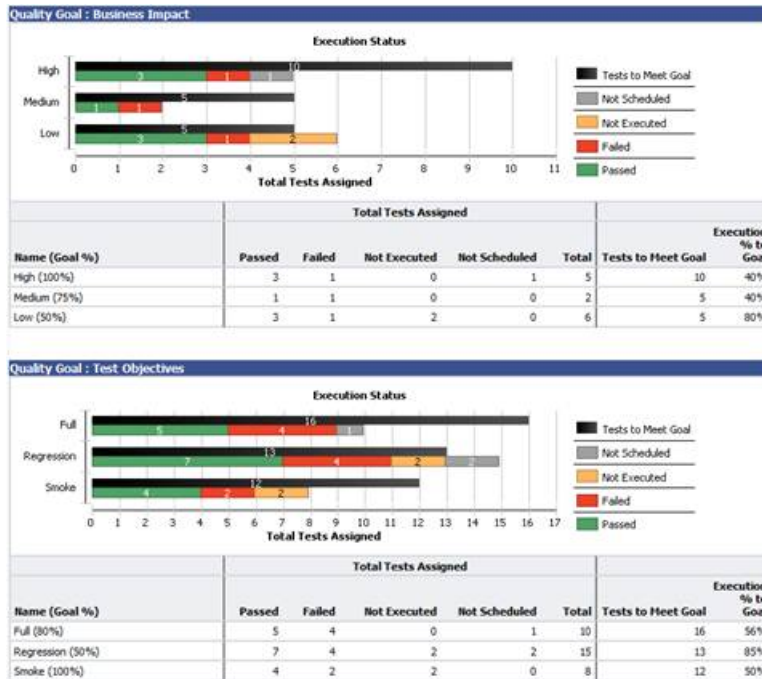 Quality Goal : Business Impact
Execution Status
High
10
3 1 1
Medium
5
1 1
Low
5
3 1 2
0 1 2 3 4 5 6 7 8 9 10 11
Total Tests Assigned
Tests to Meet Goal
Not Scheduled
Not Executed
Failed
Passed
Total Tests Assigned
Execution
% to
Name (Goal %) Passed Failed Not Executed Not Scheduled Total Tests to Meet Goal Goal
High (100%) 3 1 0 1 5 10 40%
Medium (75%) 1 1 0 0 2 5 40%
Low (50%) 3 1 2 0 6 5 80%
Quality Goal : Test Objectives
Execution Status
Full
16
5 4 1
Regression
13
7 4 2 2
Smoke
12
4 2 2
0 1 2 3 4 5 6 7 8 9 10 11 12 13 14 15 16 17
Total Tests Assigned
Tests to Meet Goal
Not Scheduled
Not Executed
Failed
Passed
Total Tests Assigned
Execution
% to
Name (Goal %) Passed Failed Not Executed Not Scheduled Total Tests to Meet Goal Goal
Full (80%) 5 4 0 1 10 16 56%
Regression (50%) 7 4 2 2 15 13 85%
Smoke (100%) 4 2 2 0 8 12 50%